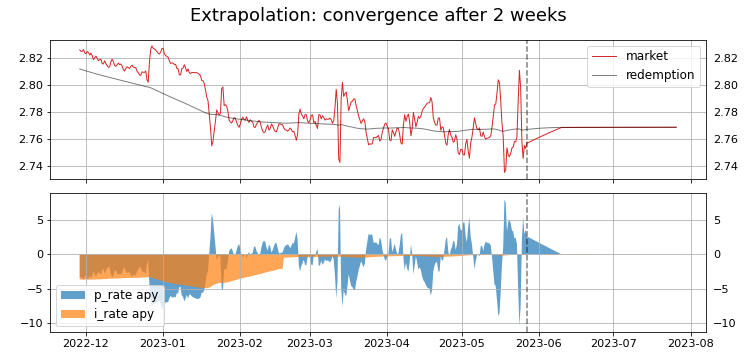 Extrapolation: convergence after 2 weeks
2.82 2.82
2.80 2.80
2.78 2.78
2.76 2.76
2.74 2.74
market
redemption
5
0
−5
−10
5
0
−5
−10
p_rate apy
i_rate apy
2022-12 2023-01 2023-02 2023-03 2023-04 2023-05 2023-06 2023-07 2023-08